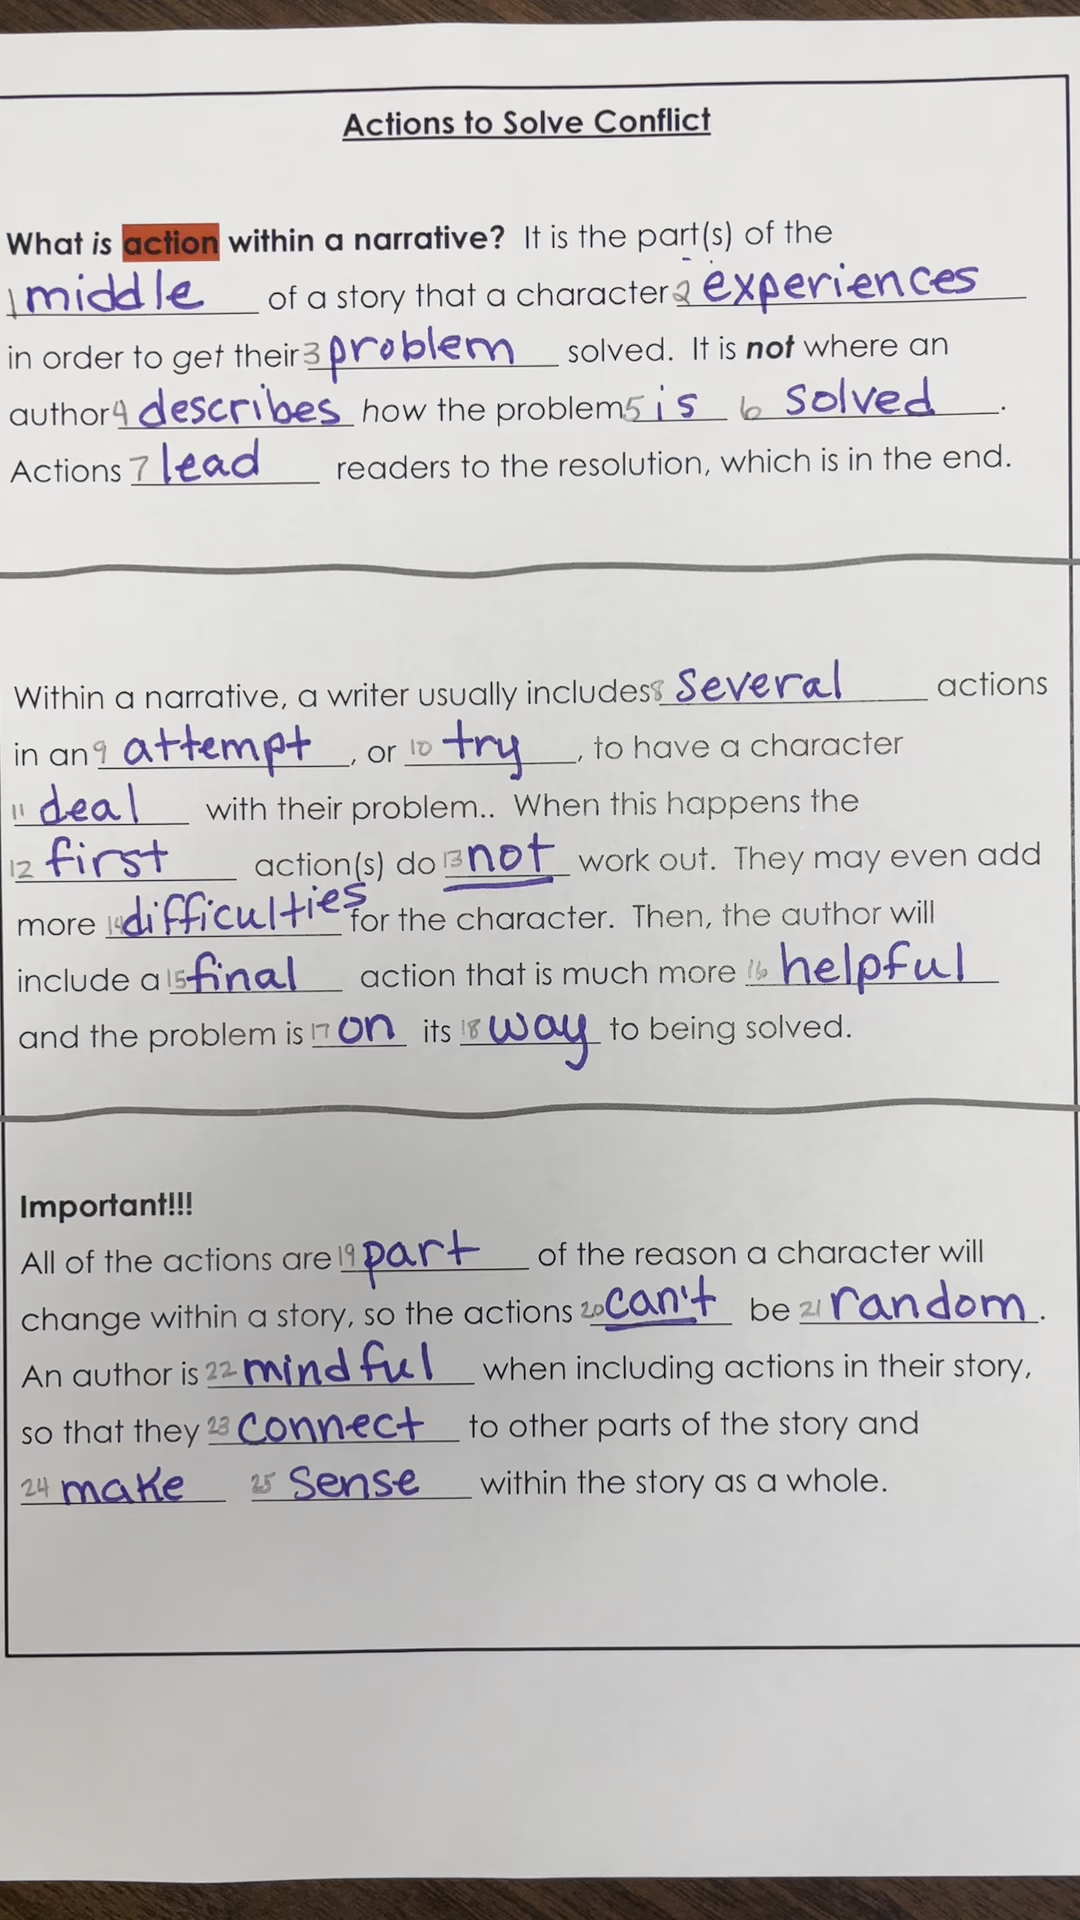 Actions to Solve Conflict
What is action within a narrative? It is the part(s) of the
1 middle of a story that a character 2 experiences
in order to get their 3 problem solved. It is not where an
author 4 describes how the problem 5 is 6 solved.
Actions 7 lead readers to the resolution, which is in the end.
Within a narrative, a writer usually includes 8 several actions
in an 9 attempt, or 10 try, to have a character
11 deal with their problem.. When this happens the
12 first action(s) do 13 not work out. They may even add
more 14 difficulties for the character. Then, the author will
include a 15 final action that is much more 16 helpful
and the problem is 17 on its 18 way to being solved.
Important!!!
All of the actions are 19 part of the reason a character will
change within a story, so the actions 20 can't be 21 random.
An author is 22 mindful when including actions in their story,
so that they 23 connect to other parts of the story and
24 make 25 sense within the story as a whole.